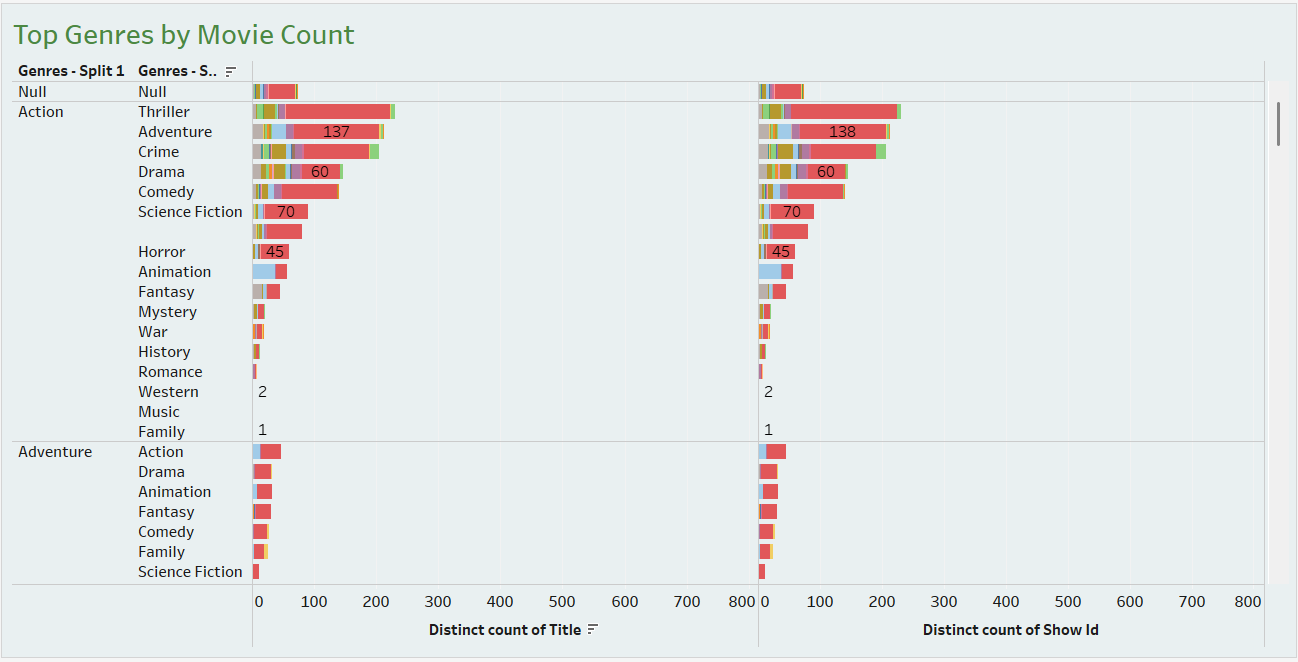 Top Genres by Movie Count
Genres - Split 1 Genres - S..
Null Null
Action Thriller
Adventure 137 138
Crime
Drama 60 60
Comedy
Science Fiction 70 70
Horror 45 45
Animation
Fantasy
Mystery
War
History
Romance
Western 2 2
Music
Family 1 1
Adventure Action
Drama
Animation
Fantasy
Comedy
Family
Science Fiction
0 100 200 300 400 500 600 700 800 0 100 200 300 400 500 600 700 800
Distinct count of Title Distinct count of Show Id